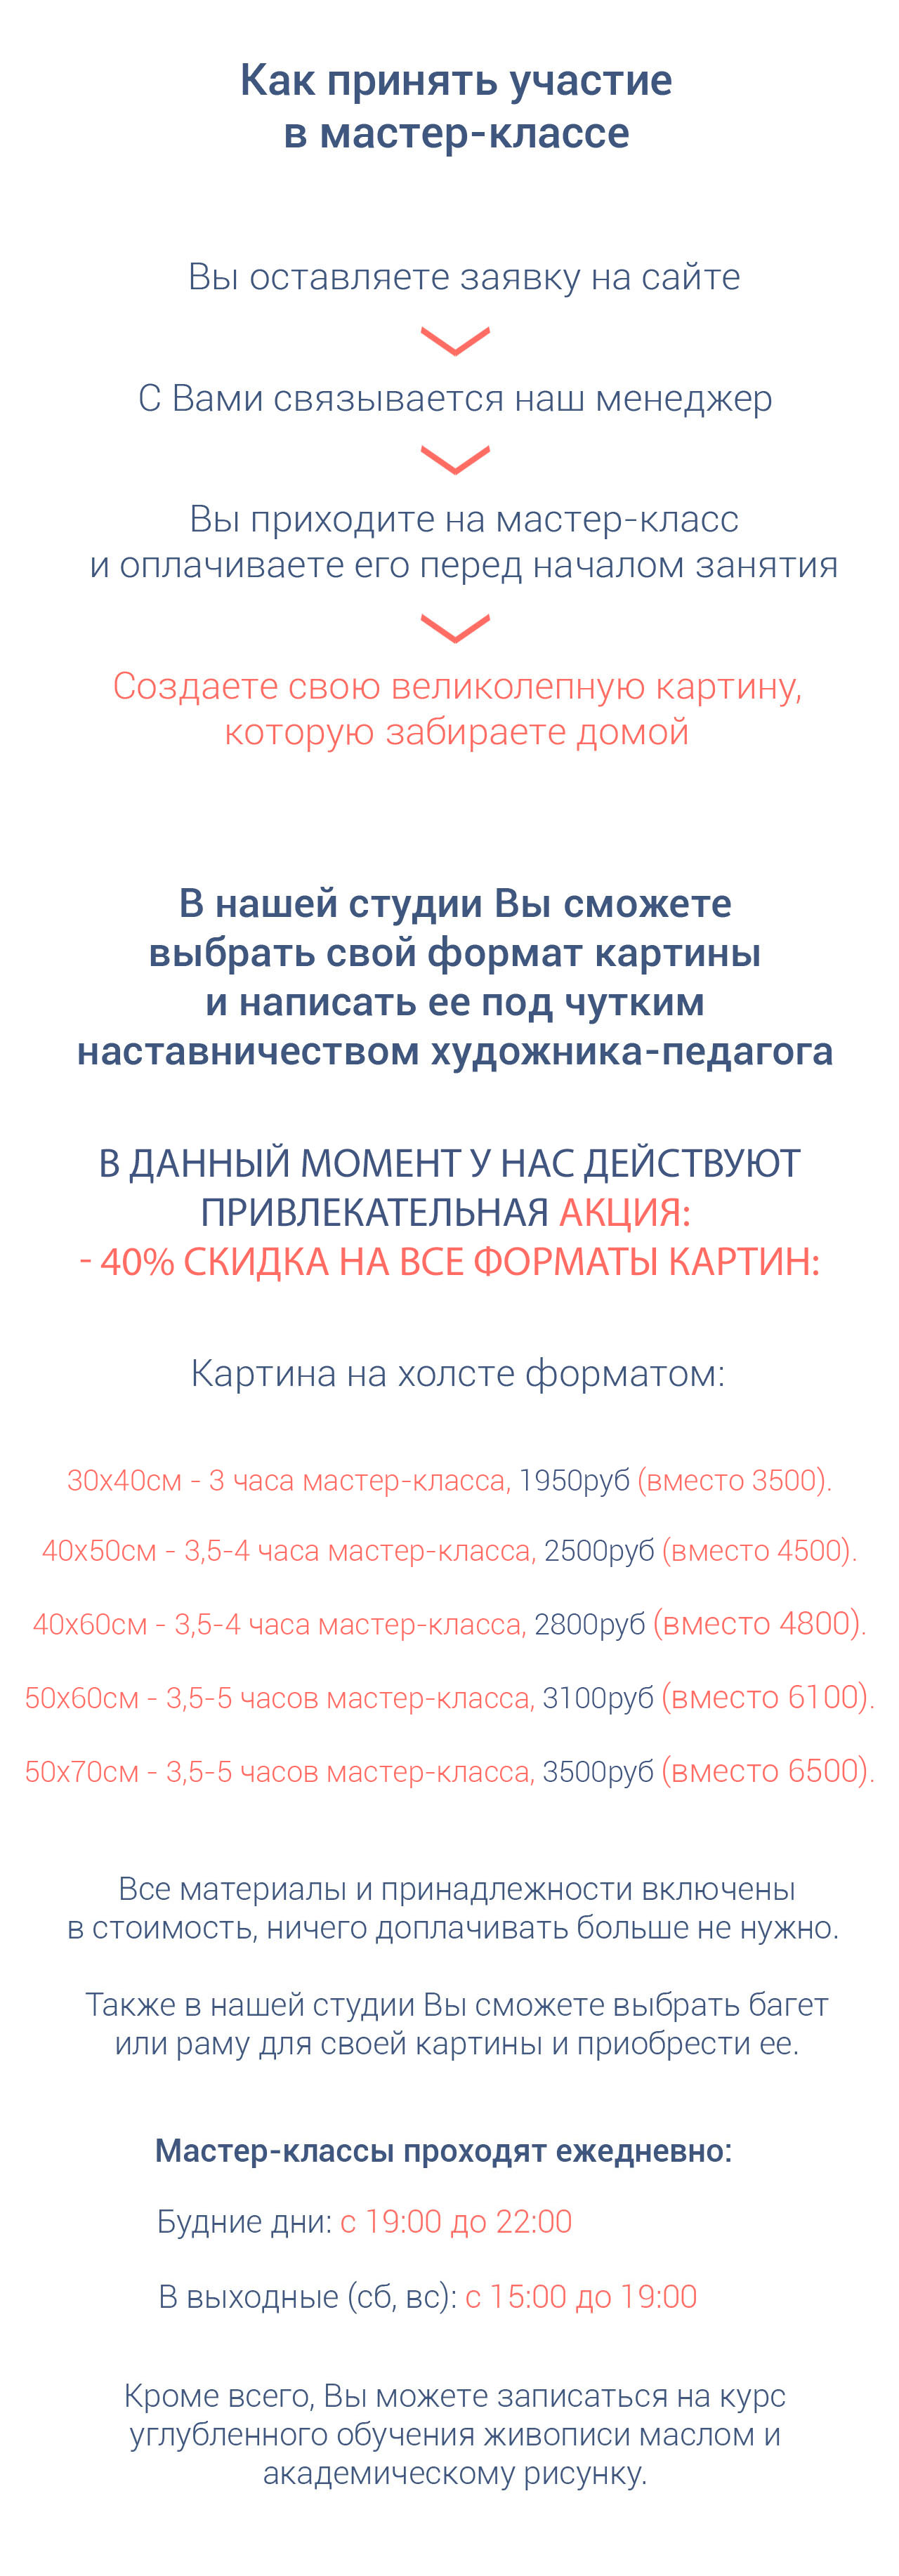 Как принять участие
в мастер-классе
Вы оставляете заявку на сайте
С Вами связывается наш менеджер
Вы приходите на мастер-класс
и оплачиваете его перед началом занятия
Создаете свою великолепную картину,
которую забираете домой
В нашей студии Вы сможете
выбрать свой формат картины
и написать ее под чутким
наставничеством художника-педагога
В ДАННЫЙ МОМЕНТ У НАС ДЕЙСТВУЮТ
ПРИВЛЕКАТЕЛЬНАЯ АКЦИЯ:
- 40% СКИДКА НА ВСЕ ФОРМАТЫ КАРТИН:
Картина на холсте форматом:
30х40см - 3 часа мастер-класса, 1950руб (вместо 3500).
40х50см - 3,5-4 часа мастер-класса, 2500руб (вместо 4500).
40х60см - 3,5-4 часа мастер-класса, 2800руб (вместо 4800).
50х60см - 3,5-5 часов мастер-класса, 3100руб (вместо 6100).
50х70см - 3,5-5 часов мастер-класса, 3500руб (вместо 6500).
Все материалы и принадлежности включены
в стоимость, ничего доплачивать больше не нужно.
Также в нашей студии Вы сможете выбрать багет
или раму для своей картины и приобрести ее.
Мастер-классы проходят ежедневно:
Будние дни: с 19:00 до 22:00
В выходные (сб, вс): с 15:00 до 19:00
Кроме всего, Вы можете записаться на курс
углубленного обучения живописи маслом и
академическому рисунку.